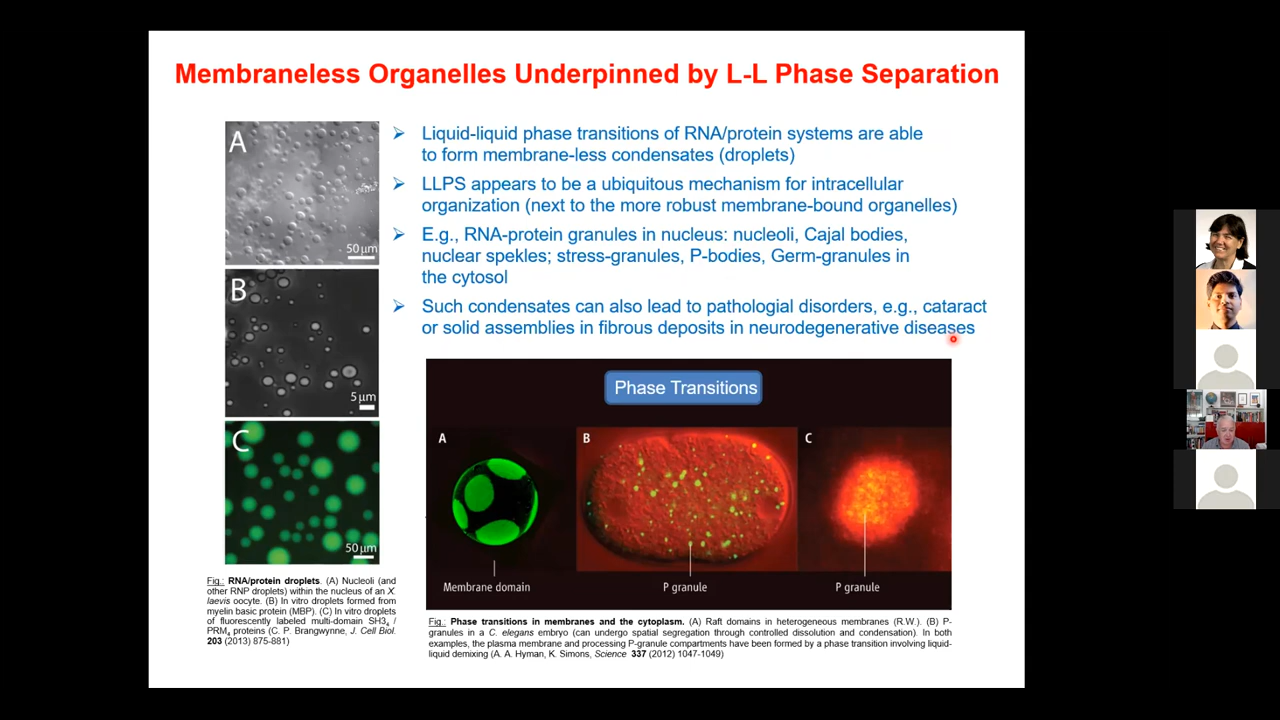 Membraneless Organelles Underpinned by L-L Phase Separation
A
50 μm
B
5 μm
C
50 μm
Fig.: RNA/protein droplets. (A) Nucleoli (and
other RNP droplets) within the nucleus of an X.
laevis oocyte. (B) In vitro droplets formed from
myelin basic protein (MBP). (C) In vitro droplets
of fluorescently labeled multi-domain SH3₄ /
PRM₄ proteins (C. P. Brangwynne, J. Cell Biol.
203 (2013) 875-881)
➢ Liquid-liquid phase transitions of RNA/protein systems are able
to form membrane-less condensates (droplets)
➢ LLPS appears to be a ubiquitous mechanism for intracellular
organization (next to the more robust membrane-bound organelles)
➢ E.g., RNA-protein granules in nucleus: nucleoli, Cajal bodies,
nuclear spekles; stress-granules, P-bodies, Germ-granules in
the cytosol
➢ Such condensates can also lead to pathologial disorders, e.g., cataract
or solid assemblies in fibrous deposits in neurodegenerative diseases
Phase Transitions
A
B
C
Membrane domain
P granule
P granule
Fig.: Phase transitions in membranes and the cytoplasm. (A) Raft domains in heterogeneous membranes (R.W.). (B) P-
granules in a C. elegans embryo (can undergo spatial segregation through controlled dissolution and condensation). In both
examples, the plasma membrane and processing P-granule compartments have been formed by a phase transition involving liquid-
liquid demixing (A. A. Hyman, K. Simons, Science 337 (2012) 1047-1049)